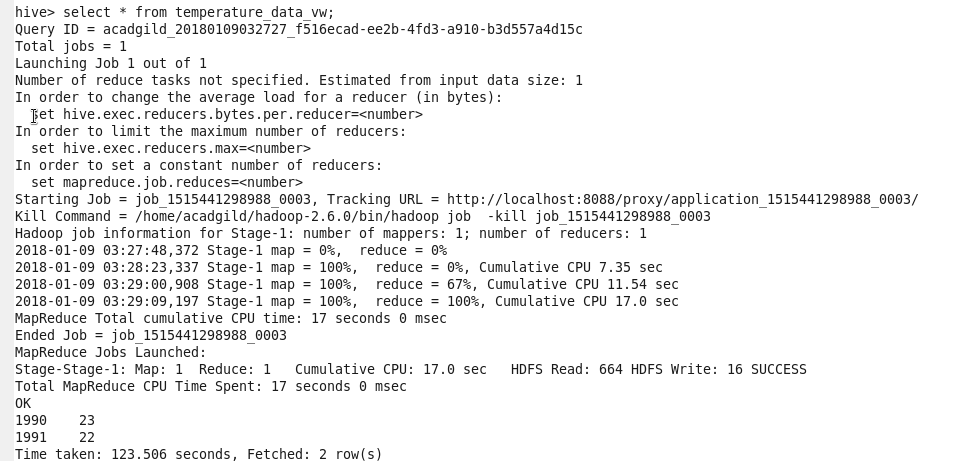 hive> select * from temperature_data_vw;
Query ID = acadgild_20180109032727_f516ecad-ee2b-4fd3-a910-b3d557a4d15c
Total jobs = 1
Launching Job 1 out of 1
Number of reduce tasks not specified. Estimated from input data size: 1
In order to change the average load for a reducer (in bytes):
  set hive.exec.reducers.bytes.per.reducer=<number>
In order to limit the maximum number of reducers:
  set hive.exec.reducers.max=<number>
In order to set a constant number of reducers:
  set mapreduce.job.reduces=<number>
Starting Job = job_1515441298988_0003, Tracking URL = http://localhost:8088/proxy/application_1515441298988_0003/
Kill Command = /home/acadgild/hadoop-2.6.0/bin/hadoop job  -kill job_1515441298988_0003
Hadoop job information for Stage-1: number of mappers: 1; number of reducers: 1
2018-01-09 03:27:48,372 Stage-1 map = 0%,  reduce = 0%
2018-01-09 03:28:23,337 Stage-1 map = 100%,  reduce = 0%, Cumulative CPU 7.35 sec
2018-01-09 03:29:00,908 Stage-1 map = 100%,  reduce = 67%, Cumulative CPU 11.54 sec
2018-01-09 03:29:09,197 Stage-1 map = 100%,  reduce = 100%, Cumulative CPU 17.0 sec
MapReduce Total cumulative CPU time: 17 seconds 0 msec
Ended Job = job_1515441298988_0003
MapReduce Jobs Launched:
Stage-Stage-1: Map: 1  Reduce: 1   Cumulative CPU: 17.0 sec   HDFS Read: 664 HDFS Write: 16 SUCCESS
Total MapReduce CPU Time Spent: 17 seconds 0 msec
OK
1990    23
1991    22
Time taken: 123.506 seconds, Fetched: 2 row(s)